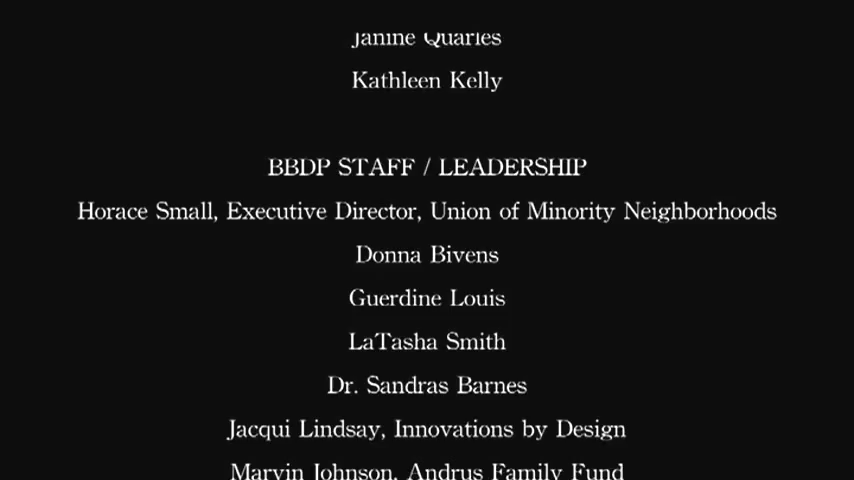 Janine Quarles
Kathleen Kelly
BBDP STAFF / LEADERSHIP
Horace Small, Executive Director, Union of Minority Neighborhoods
Donna Bivens
Guerdine Louis
LaTasha Smith
Dr. Sandras Barnes
Jacqui Lindsay, Innovations by Design
Marvin Johnson, Andrus Family Fund